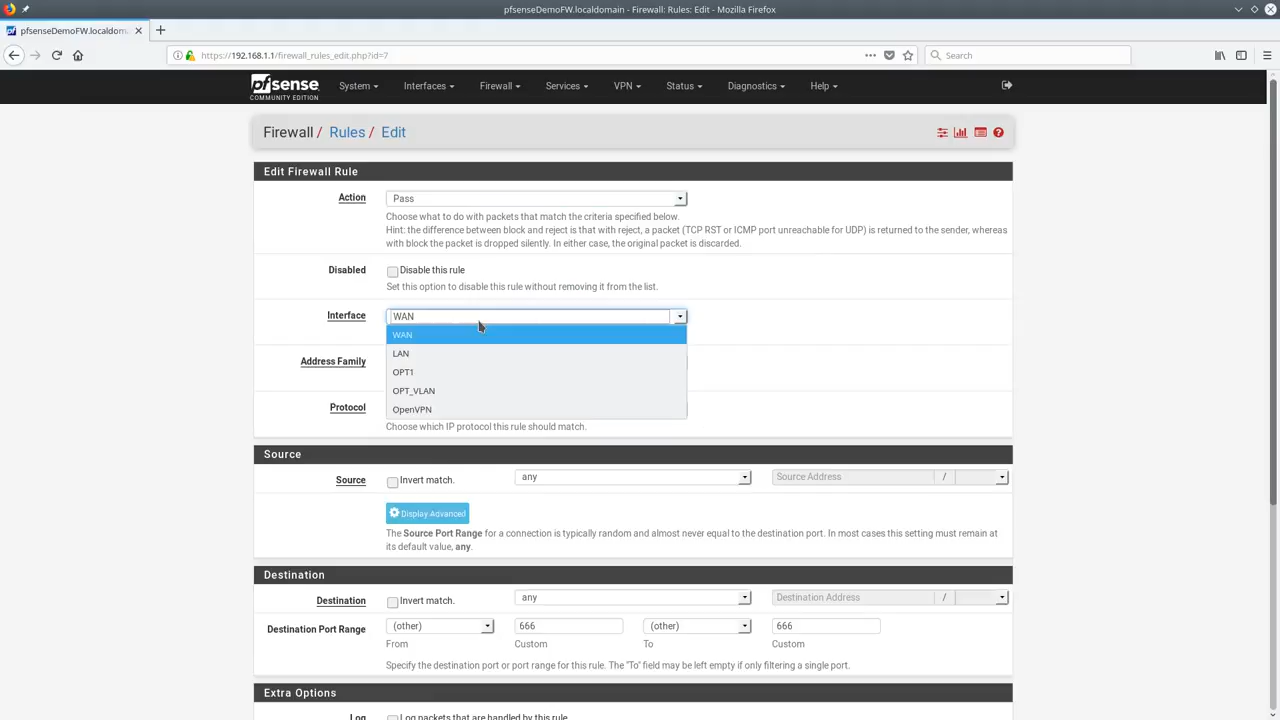 pfsenseDemoFW.localdomain - Firewall: Rules: Edit - Mozilla Firefox
pfsenseDemoFW.localdom
https://192.168.1.1/firewall_rules_edit.php?id=7
Search
pfsense
COMMUNITY EDITION
System
Interfaces
Firewall
Services
VPN
Status
Diagnostics
Help
Firewall / Rules / Edit
Edit Firewall Rule
Action
Pass
Choose what to do with packets that match the criteria specified below.
Hint: the difference between block and reject is that with reject, a packet (TCP RST or ICMP port unreachable for UDP) is returned to the sender, whereas
with block the packet is dropped silently. In either case, the original packet is discarded.
Disabled
Disable this rule
Set this option to disable this rule without removing it from the list.
Interface
WAN
WAN
LAN
OPT1
OPT_VLAN
OpenVPN
Address Family
Protocol
Choose which IP protocol this rule should match.
Source
Source
Invert match.
any
Source Address
/
Display Advanced
The Source Port Range for a connection is typically random and almost never equal to the destination port. In most cases this setting must remain at
its default value, any.
Destination
Destination
Invert match.
any
Destination Address
/
Destination Port Range
(other)
666
(other)
666
From
Custom
To
Custom
Specify the destination port or port range for this rule. The "To" field may be left empty if only filtering a single port.
Extra Options
Log
Log packets that are handled by this rule